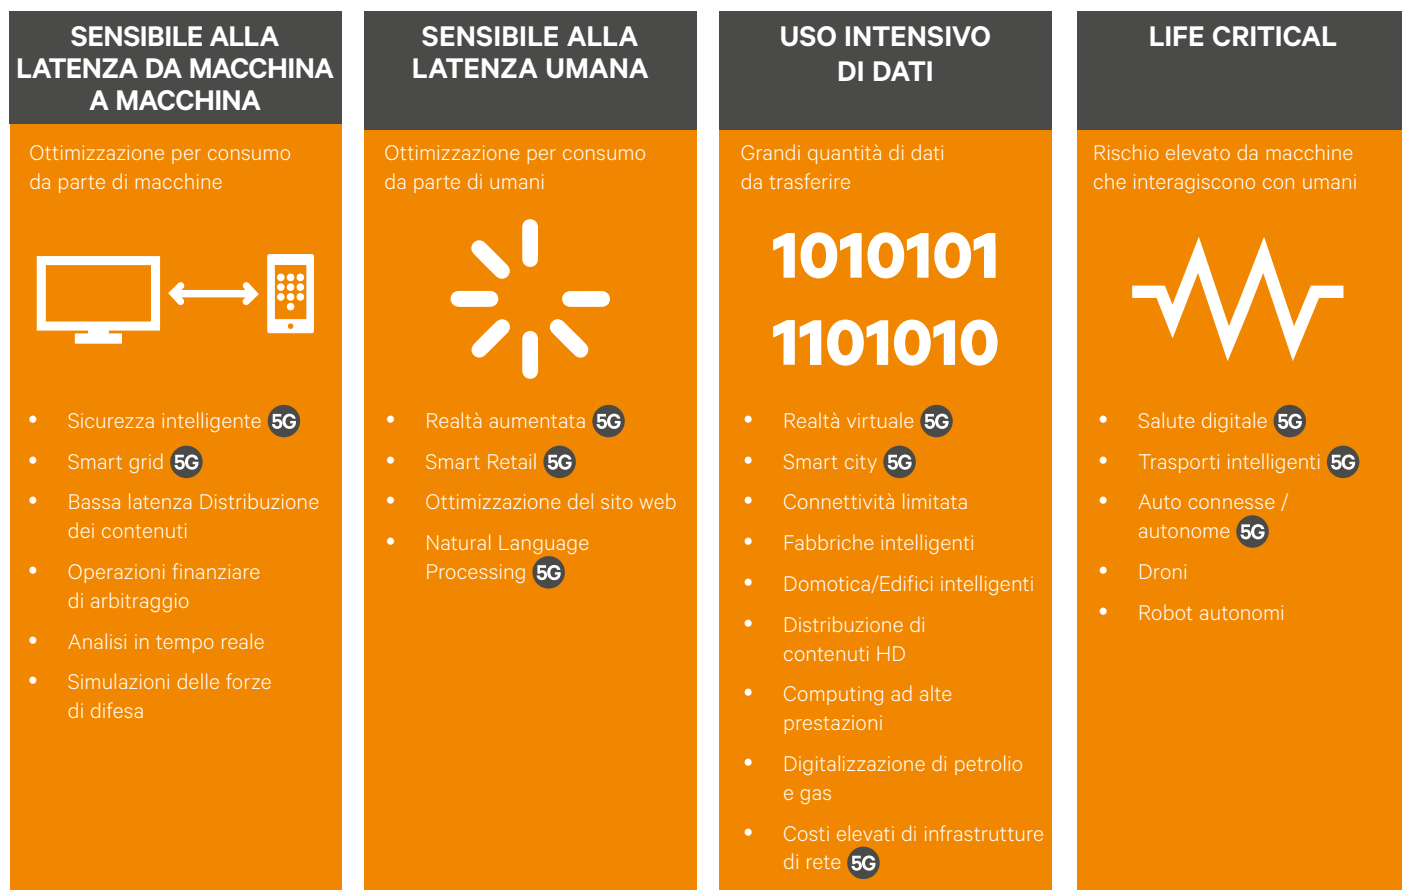 SENSIBILE ALLA
LATENZA DA MACCHINA
A MACCHINA
Ottimizzazione per consumo
da parte di macchine
• Sicurezza intelligente 5G
• Smart grid 5G
• Bassa latenza Distribuzione
dei contenuti
• Operazioni finanziare
di arbitraggio
• Analisi in tempo reale
• Simulazioni delle forze
di difesa
SENSIBILE ALLA
LATENZA UMANA
Ottimizzazione per consumo
da parte di umani
• Realtà aumentata 5G
• Smart Retail 5G
• Ottimizzazione del sito web
• Natural Language
Processing 5G
USO INTENSIVO
DI DATI
Grandi quantità di dati
da trasferire
1010101
1101010
• Realtà virtuale 5G
• Smart city 5G
• Connettività limitata
• Fabbriche intelligenti
• Domotica/Edifici intelligenti
• Distribuzione di
contenuti HD
• Computing ad alte
prestazioni
• Digitalizzazione di petrolio
e gas
• Costi elevati di infrastrutture
di rete 5G
LIFE CRITICAL
Rischio elevato da macchine
che interagiscono con umani
• Salute digitale 5G
• Trasporti intelligenti 5G
• Auto connesse /
autonome 5G
• Droni
• Robot autonomi